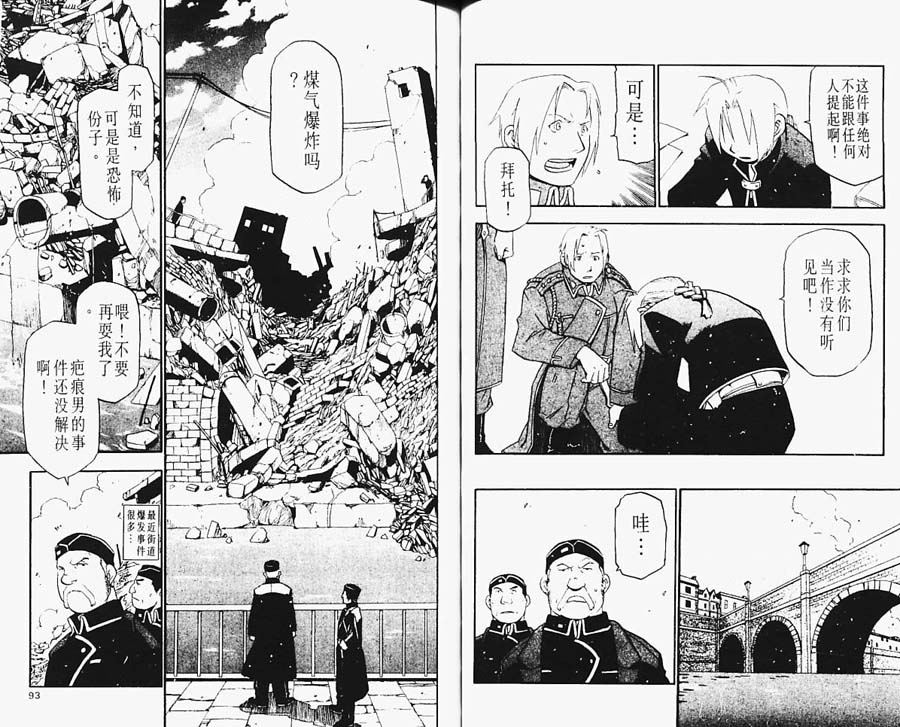 这件事绝对
不能跟任何
人提起啊！
可是…
拜托！
求求你们
当作没有听
见吧！
哇…
煤气爆炸吗
？
不知道，
可是是恐怖
份子。
喂！不要
再耍我了
。
疤痕男的事
件还没解决
啊！
最近街道
爆发事件
很多…
93